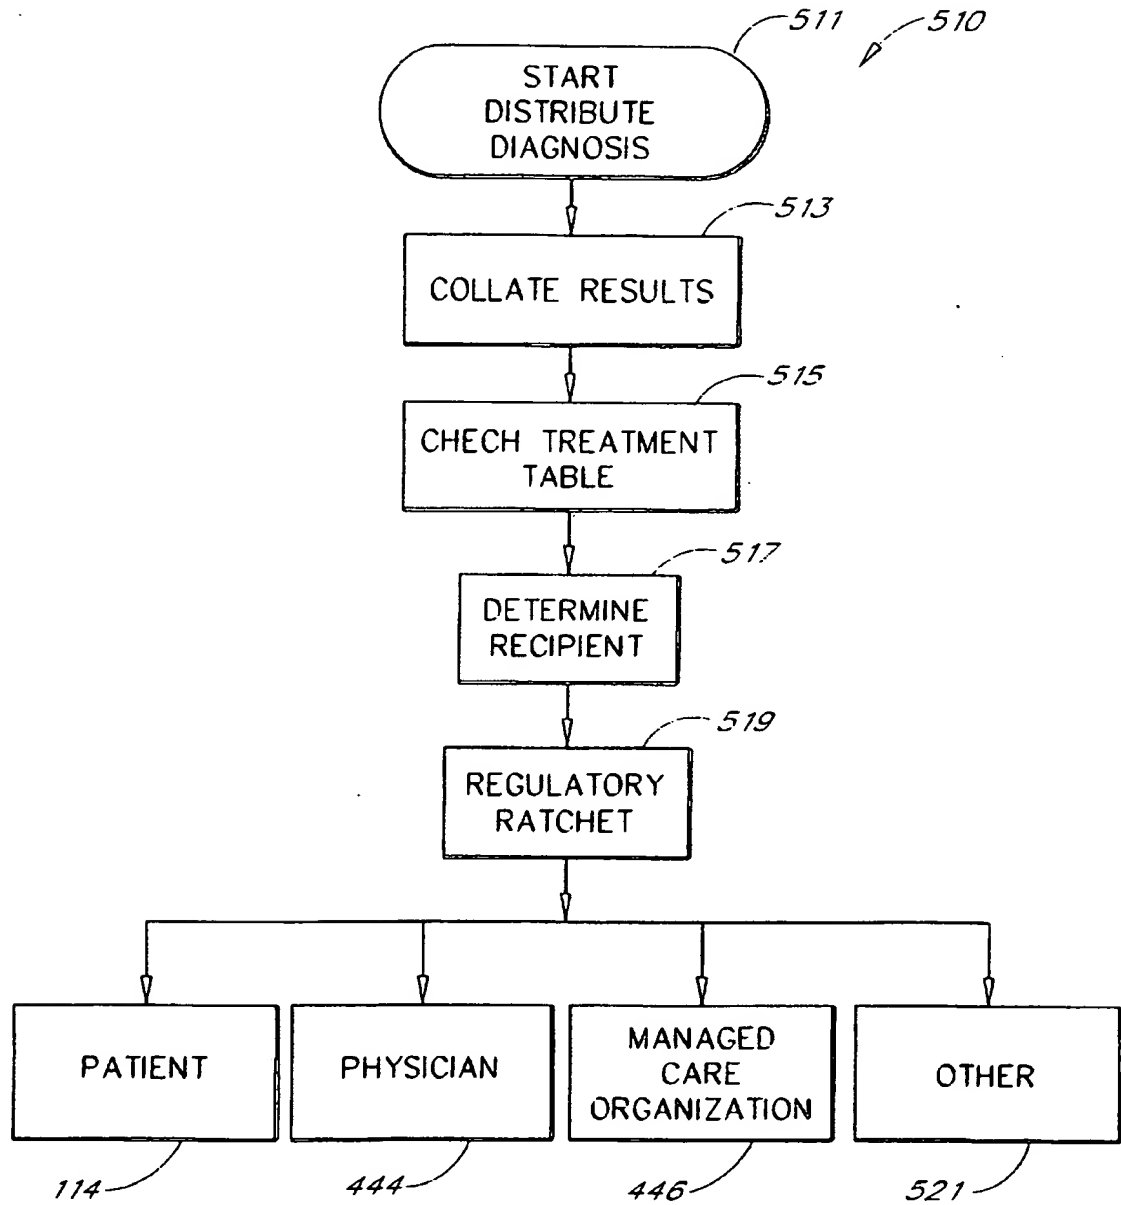 511
510
START
DISTRIBUTE
DIAGNOSIS
513
COLLATE RESULTS
515
CHECH TREATMENT
TABLE
517
DETERMINE
RECIPIENT
519
REGULATORY
RATCHET
PATIENT
PHYSICIAN
MANAGED
CARE
ORGANIZATION
OTHER
114
444
446
521